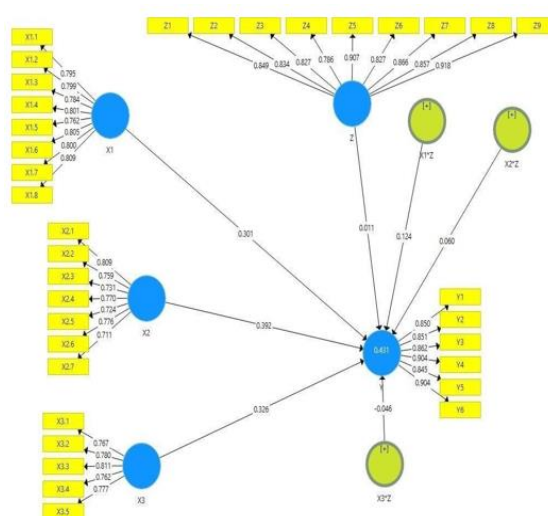 X1.1
X1.2
X1.3
X1.4
X1.5
X1.6
X1.7
X1.8
0.795
0.799
0.784
0.801
0.762
0.805
0.800
0.809
X1
Z1
Z2
Z3
Z4
Z5
Z6
Z7
Z8
Z9
0.849
0.834
0.827
0.786
0.907
0.827
0.866
0.857
0.918
Z
[+]
X1*Z
[+]
X2*Z
0.301
0.011
0.124
0.060
X2.1
X2.2
X2.3
X2.4
X2.5
X2.6
X2.7
0.809
0.759
0.731
0.770
0.724
0.776
0.711
X2
0.392
0.431
Y
0.850
0.851
0.862
0.904
0.845
0.904
Y1
Y2
Y3
Y4
Y5
Y6
0.326
-0.046
X3.1
X3.2
X3.3
X3.4
X3.5
0.767
0.780
0.811
0.762
0.777
X3
[+]
X3*Z